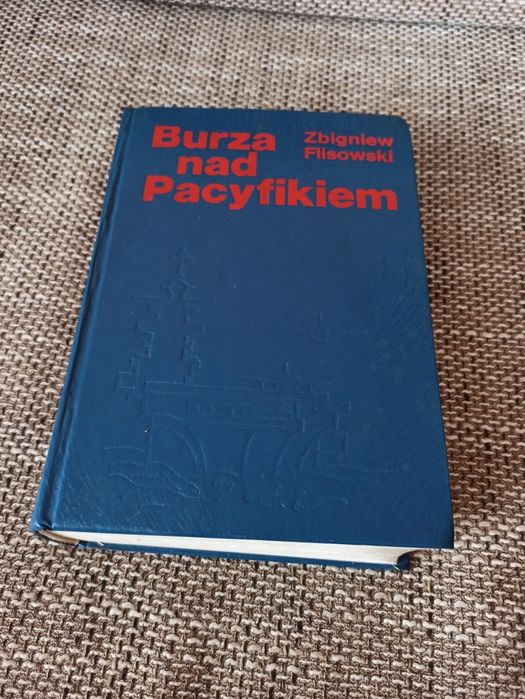 Burza
nad
Pacyfikiem
Zbigniew
Flisowski